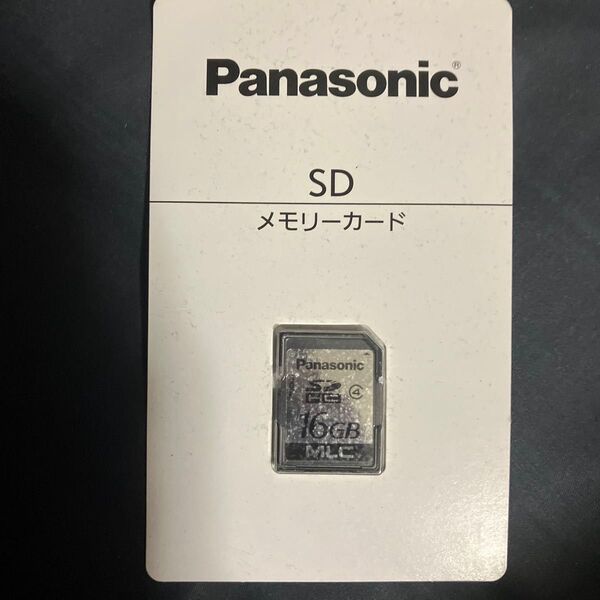 Panasonic®
SD
メモリーカード
Panasonic
SD
HC I ④
16GB
MLC